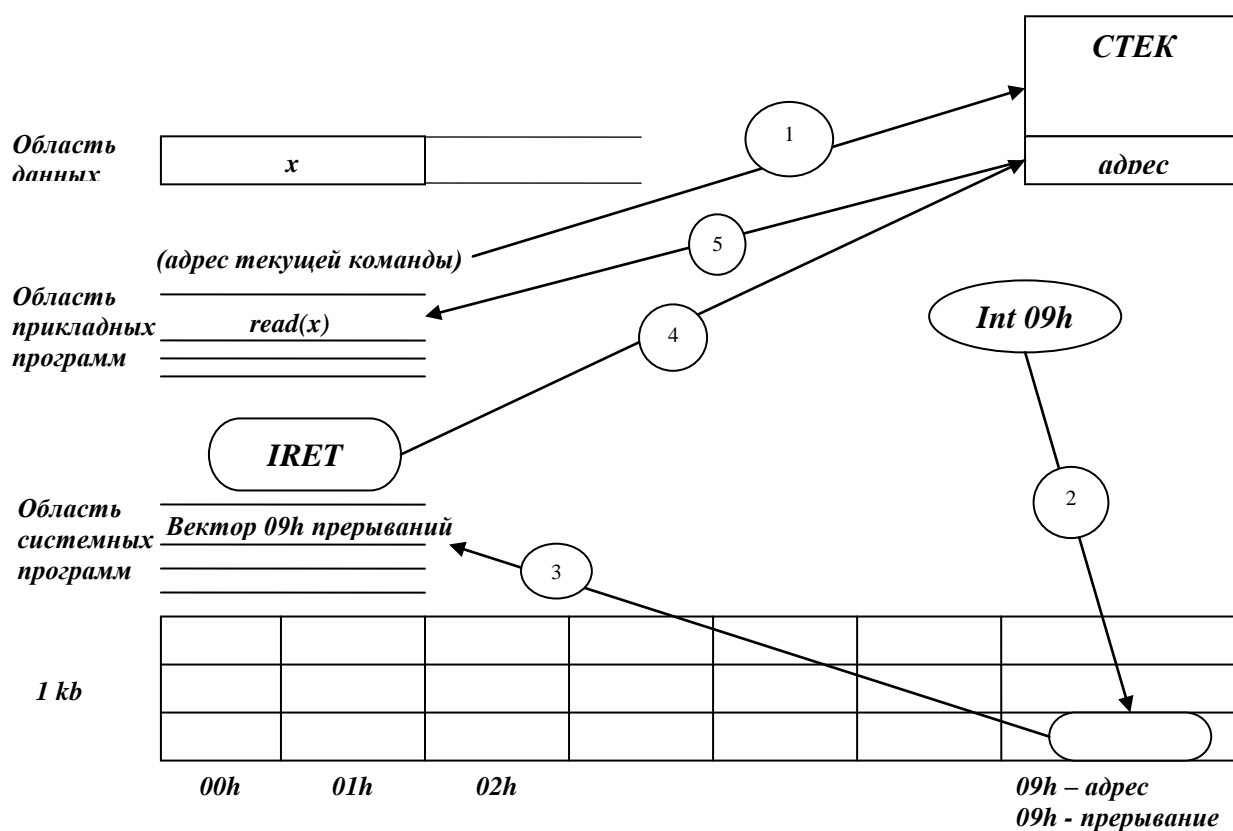 СТЕК
1
Область
данных
x
адрес
(адрес текущей команды)
5
Область
прикладных
программ
read(x)
4
Int 09h
IRET
2
Область
системных
программ
Вектор 09h прерываний
3
1 kb
00h
01h
02h
09h – адрес
09h - прерывание